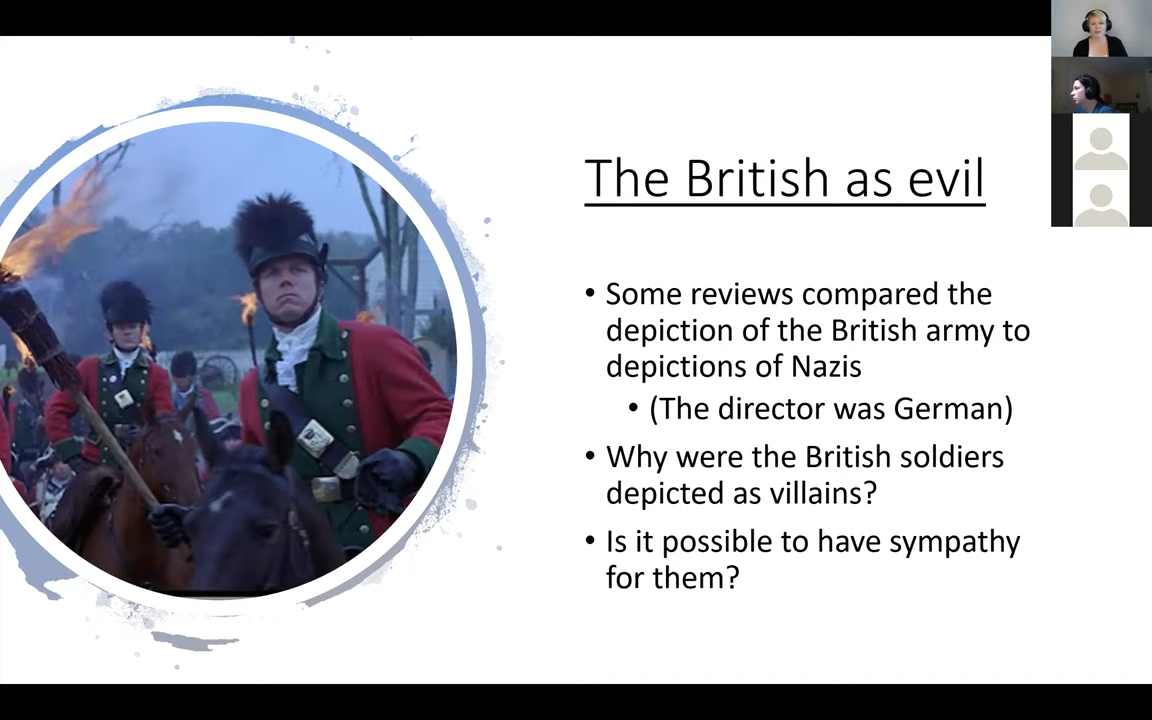 The British as evil
• Some reviews compared the
depiction of the British army to
depictions of Nazis
• (The director was German)
• Why were the British soldiers
depicted as villains?
• Is it possible to have sympathy
for them?